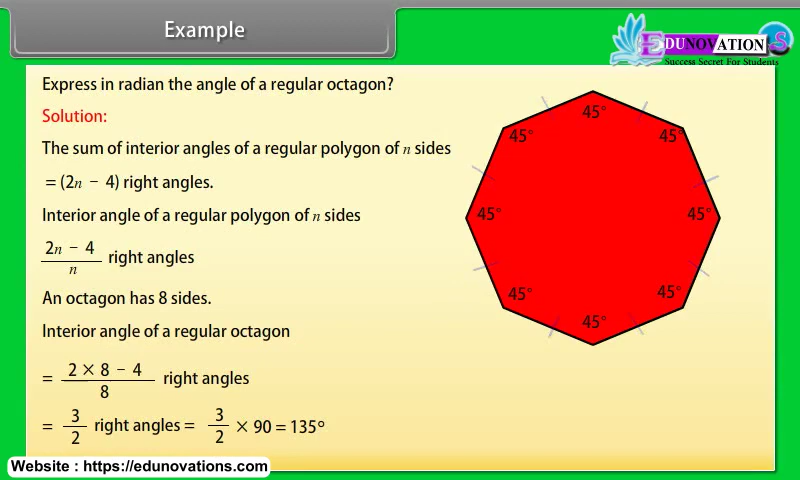 Example
EDUNOVATION S
Success Secret For Students
Express in radian the angle of a regular octagon?
Solution:
The sum of interior angles of a regular polygon of n sides
= (2n − 4) right angles.
Interior angle of a regular polygon of n sides
2n − 4 / n right angles
An octagon has 8 sides.
Interior angle of a regular octagon
= 2 × 8 − 4 / 8 right angles
= 3/2 right angles = 3/2 × 90 = 135°
45°
45°
45°
45°
45°
45°
45°
45°
Website : https://edunovations.com